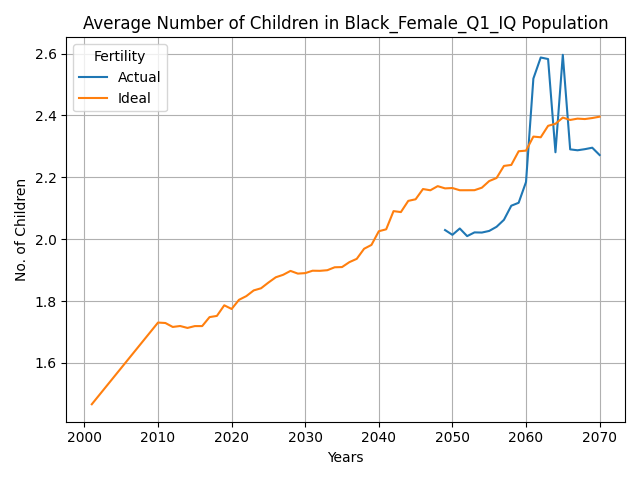 Average Number of Children in Black_Female_Q1_IQ Population
Fertility
Actual
Ideal
No. of Children
2.6
2.4
2.2
2.0
1.8
1.6
2000 2010 2020 2030 2040 2050 2060 2070
Years